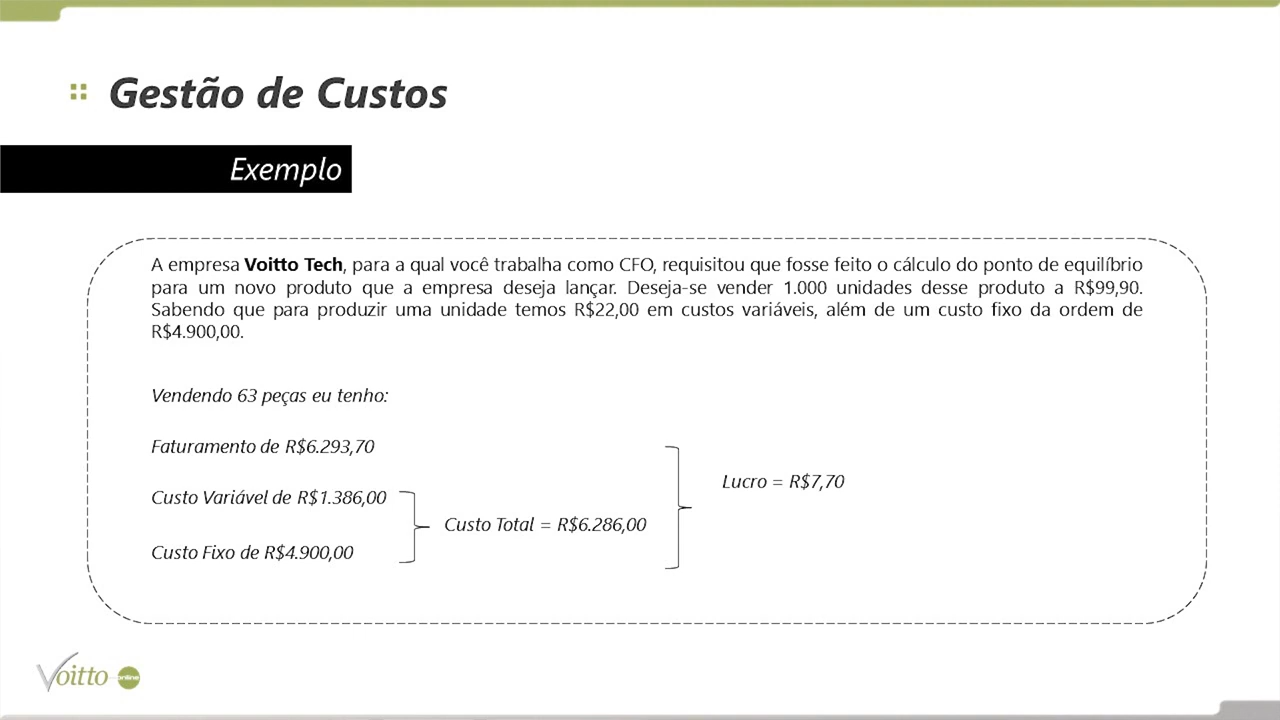 Gestão de Custos
Exemplo
A empresa Voitto Tech, para a qual você trabalha como CFO, requisitou que fosse feito o cálculo do ponto de equilíbrio
para um novo produto que a empresa deseja lançar. Deseja-se vender 1.000 unidades desse produto a R$99,90.
Sabendo que para produzir uma unidade temos R$22,00 em custos variáveis, além de um custo fixo da ordem de
R$4.900,00.
Vendendo 63 peças eu tenho:
Faturamento de R$6.293,70
Lucro = R$7,70
Custo Variável de R$1.386,00
Custo Total = R$6.286,00
Custo Fixo de R$4.900,00
Voitto online